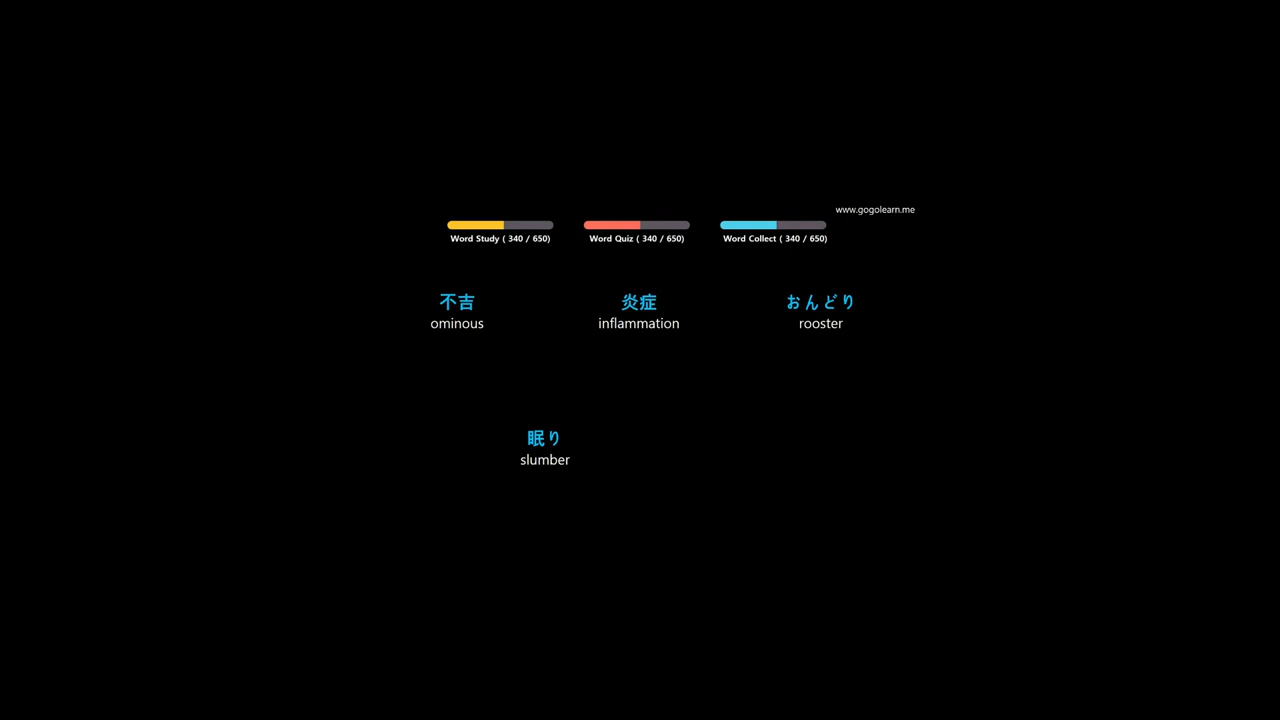 www.gogolearn.me
Word Study ( 340 / 650)
Word Quiz ( 340 / 650)
Word Collect ( 340 / 650)
不吉
ominous
炎症
inflammation
おんどり
rooster
眠り
slumber